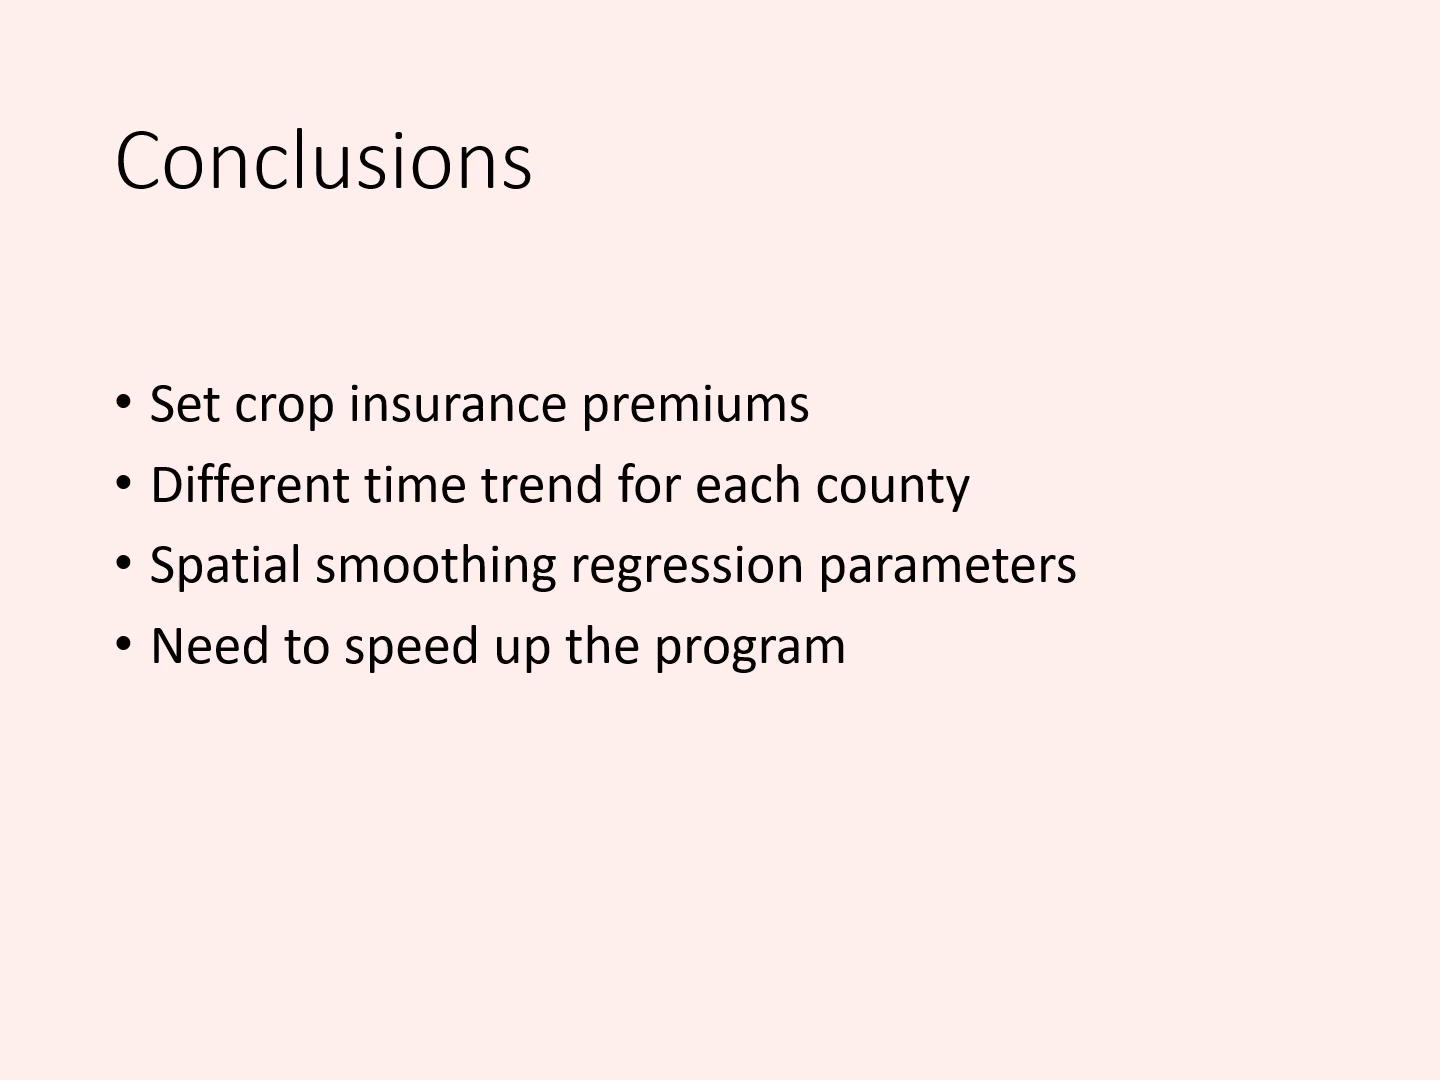 Conclusions
• Set crop insurance premiums
• Different time trend for each county
• Spatial smoothing regression parameters
• Need to speed up the program